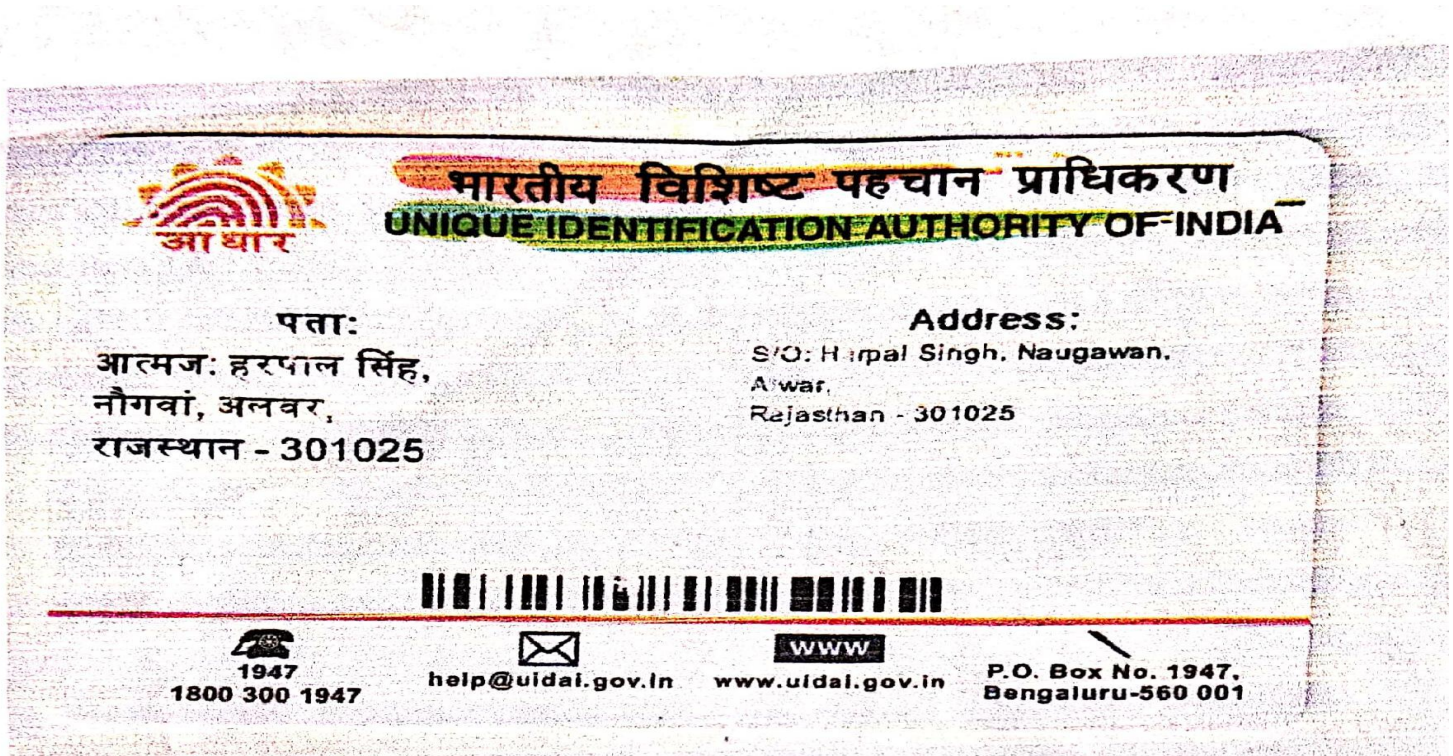 भारतीय विशिष्ट पहचान प्राधिकरण
UNIQUE IDENTIFICATION AUTHORITY OF INDIA
आधार
पता:
आत्मज: हरपाल सिंह,
नौगवां, अलवर,
राजस्थान - 301025
Address:
S/O: Harpal Singh, Naugawan,
Alwar,
Rajasthan - 301025
1947
1800 300 1947
help@uidai.gov.in
WWW
www.uidai.gov.in
P.O. Box No. 1947,
Bengaluru-560 001